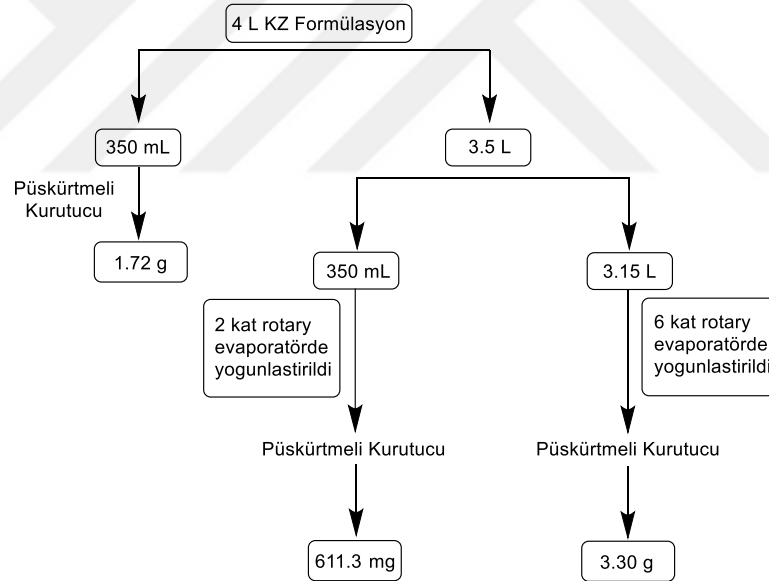 4 L KZ Formülasyon
350 mL
3.5 L
Püskürtmeli
Kurutucu
1.72 g
350 mL
3.15 L
2 kat rotary
evaporatörde
yogunlastirildi
6 kat rotary
evaporatörde
yogunlastirildi
Püskürtmeli Kurutucu
Püskürtmeli Kurutucu
611.3 mg
3.30 g